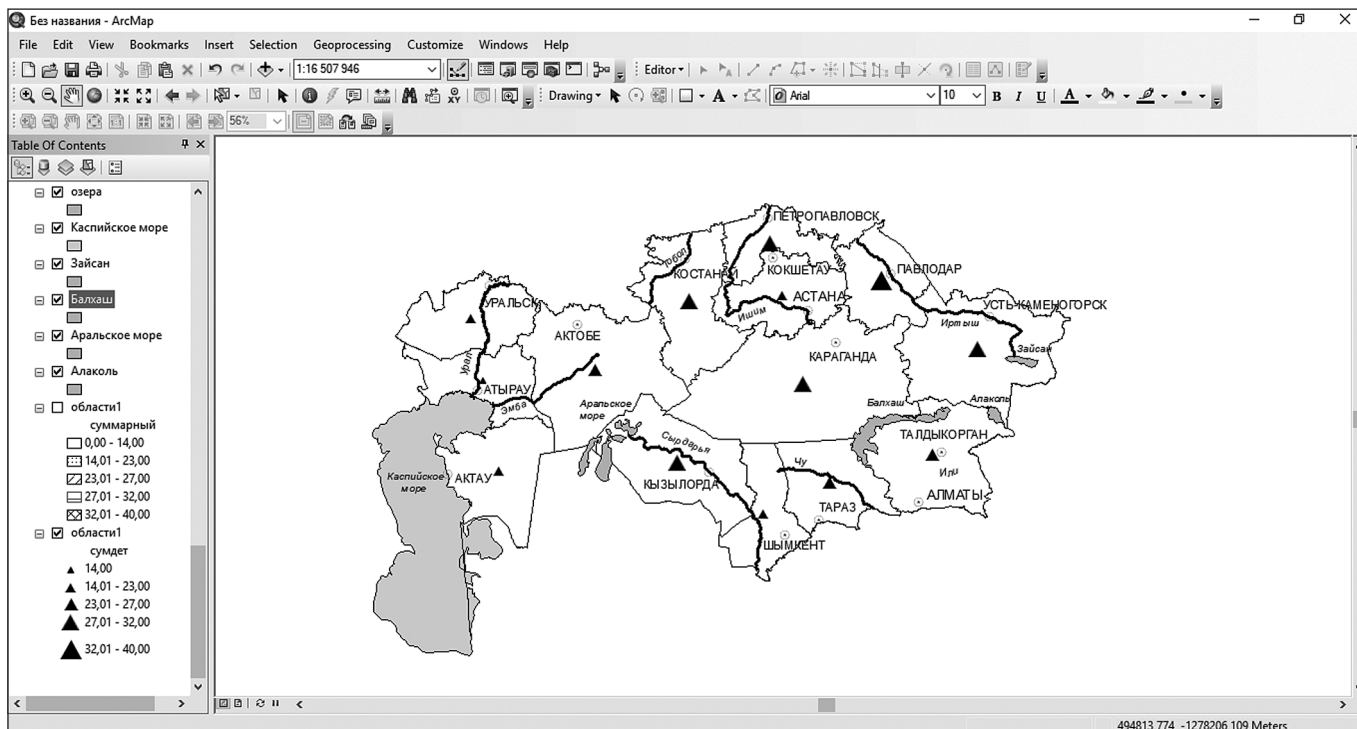 Без названия - ArcMap
File Edit View Bookmarks Insert Selection Geoprocessing Customize Windows Help
1:16 507 946
Editor
Drawing A Arial 10 B I U A
56%
Table Of Contents
озера
Каспийское море
Зайсан
Балхаш
Аральское море
Алаколь
области1
суммарный
0,00 - 14,00
14,01 - 23,00
23,01 - 27,00
27,01 - 32,00
32,01 - 40,00
области1
сумдет
14,00
14,01 - 23,00
23,01 - 27,00
27,01 - 32,00
32,01 - 40,00
ПЕТРОПАВЛОВСК
Тобол
КОСТАНАЙ
КОКШЕТАУ
ПАВЛОДАР
УРАЛЬСК
АСТАНА
УСТЬ-КАМЕНОГОРСК
Ишим
Иртыш
АКТОБЕ
КАРАГАНДА
Зайсан
Урал
АТЫРАУ
Эмба
Аральское
море
Балхаш
Алаколь
Сырдарья
ТАЛДЫКОРГАН
Каспийское
море
АКТАУ
Чу
Или
КЫЗЫЛОРДА
АЛМАТЫ
ТАРАЗ
ШЫМКЕНТ
494813,774 -1278206,109 Meters